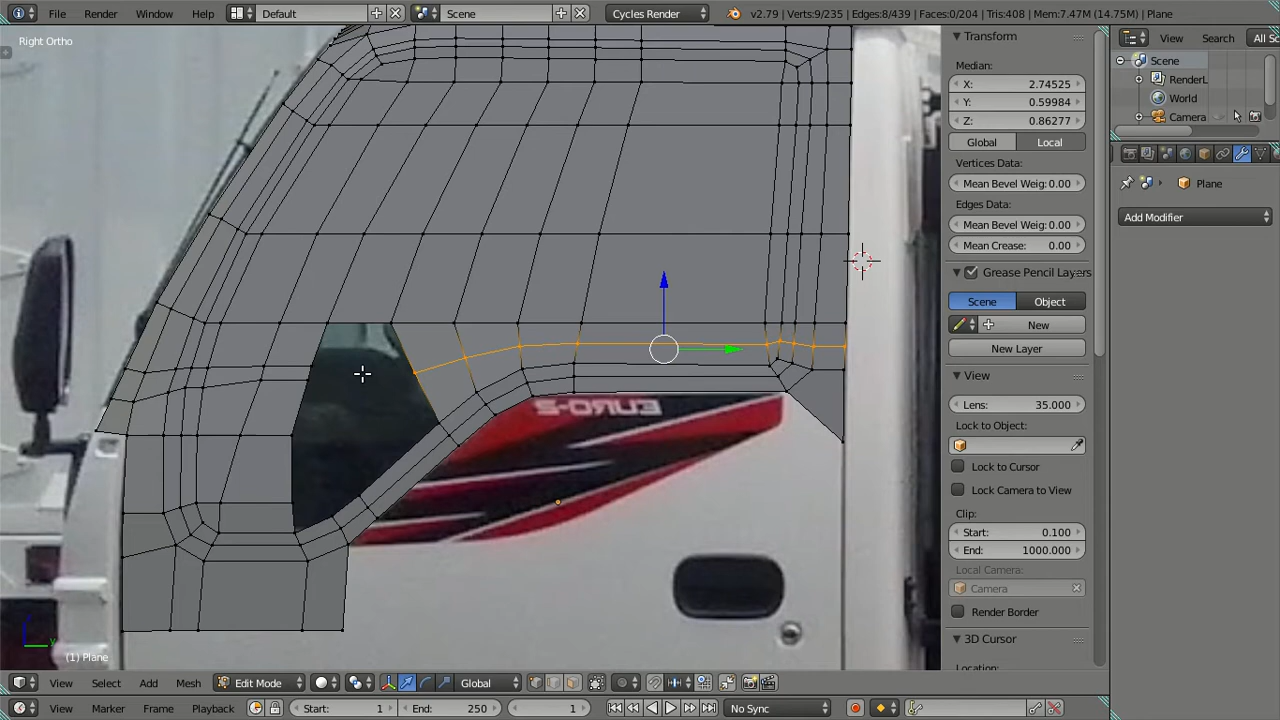 File Render Window Help Default Scene Cycles Render v2.79 | Verts:9/235 | Edges:8/439 | Faces:0/204 | Tris:408 | Mem:7.47M (14.75M) | Plane
Right Ortho
Transform
Median:
X: 2.74525
Y: 0.59984
Z: 0.86277
Global Local
Vertices Data:
Mean Bevel Weig: 0.00
Edges Data:
Mean Bevel Weig: 0.00
Mean Crease: 0.00
Grease Pencil Layers
Scene Object
New
New Layer
View
Lens: 35.000
Lock to Object:
Lock to Cursor
Lock Camera to View
Clip:
Start: 0.100
End: 1000.000
Local Camera:
Camera
Render Border
3D Cursor
Location:
View Search All Sc
Scene
RenderL
World
Camera
Plane
Add Modifier
EURO-S
(1) Plane
View Select Add Mesh Edit Mode Global
View Marker Frame Playback Start: 1 End: 250 1 No Sync